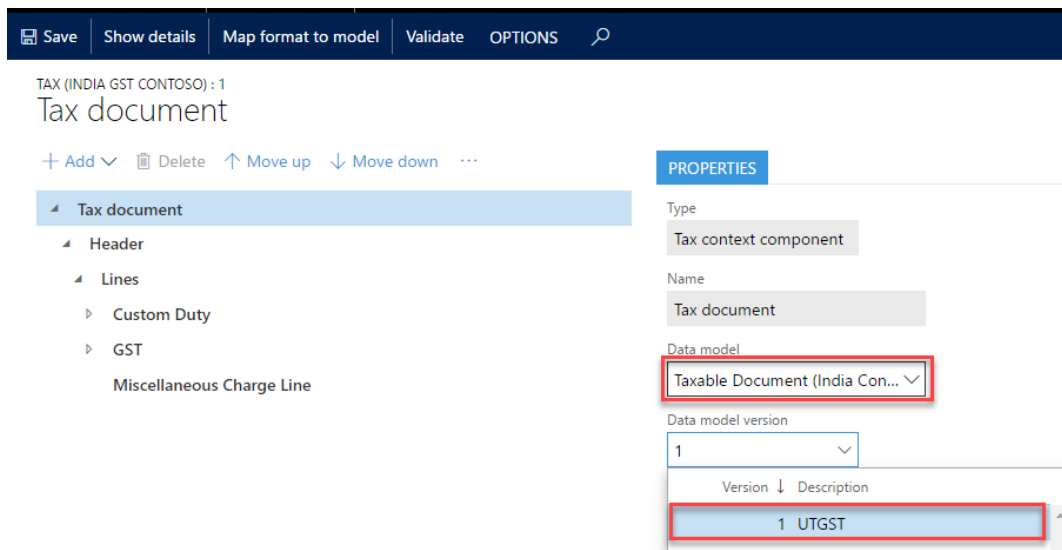 Save Show details Map format to model Validate OPTIONS
TAX (INDIA GST CONTOSO) : 1
Tax document
Add Delete Move up Move down ...
PROPERTIES
Tax document
Header
Lines
Custom Duty
GST
Miscellaneous Charge Line
Type
Tax context component
Name
Tax document
Data model
Taxable Document (India Con...
Data model version
1
Version Description
1 UTGST